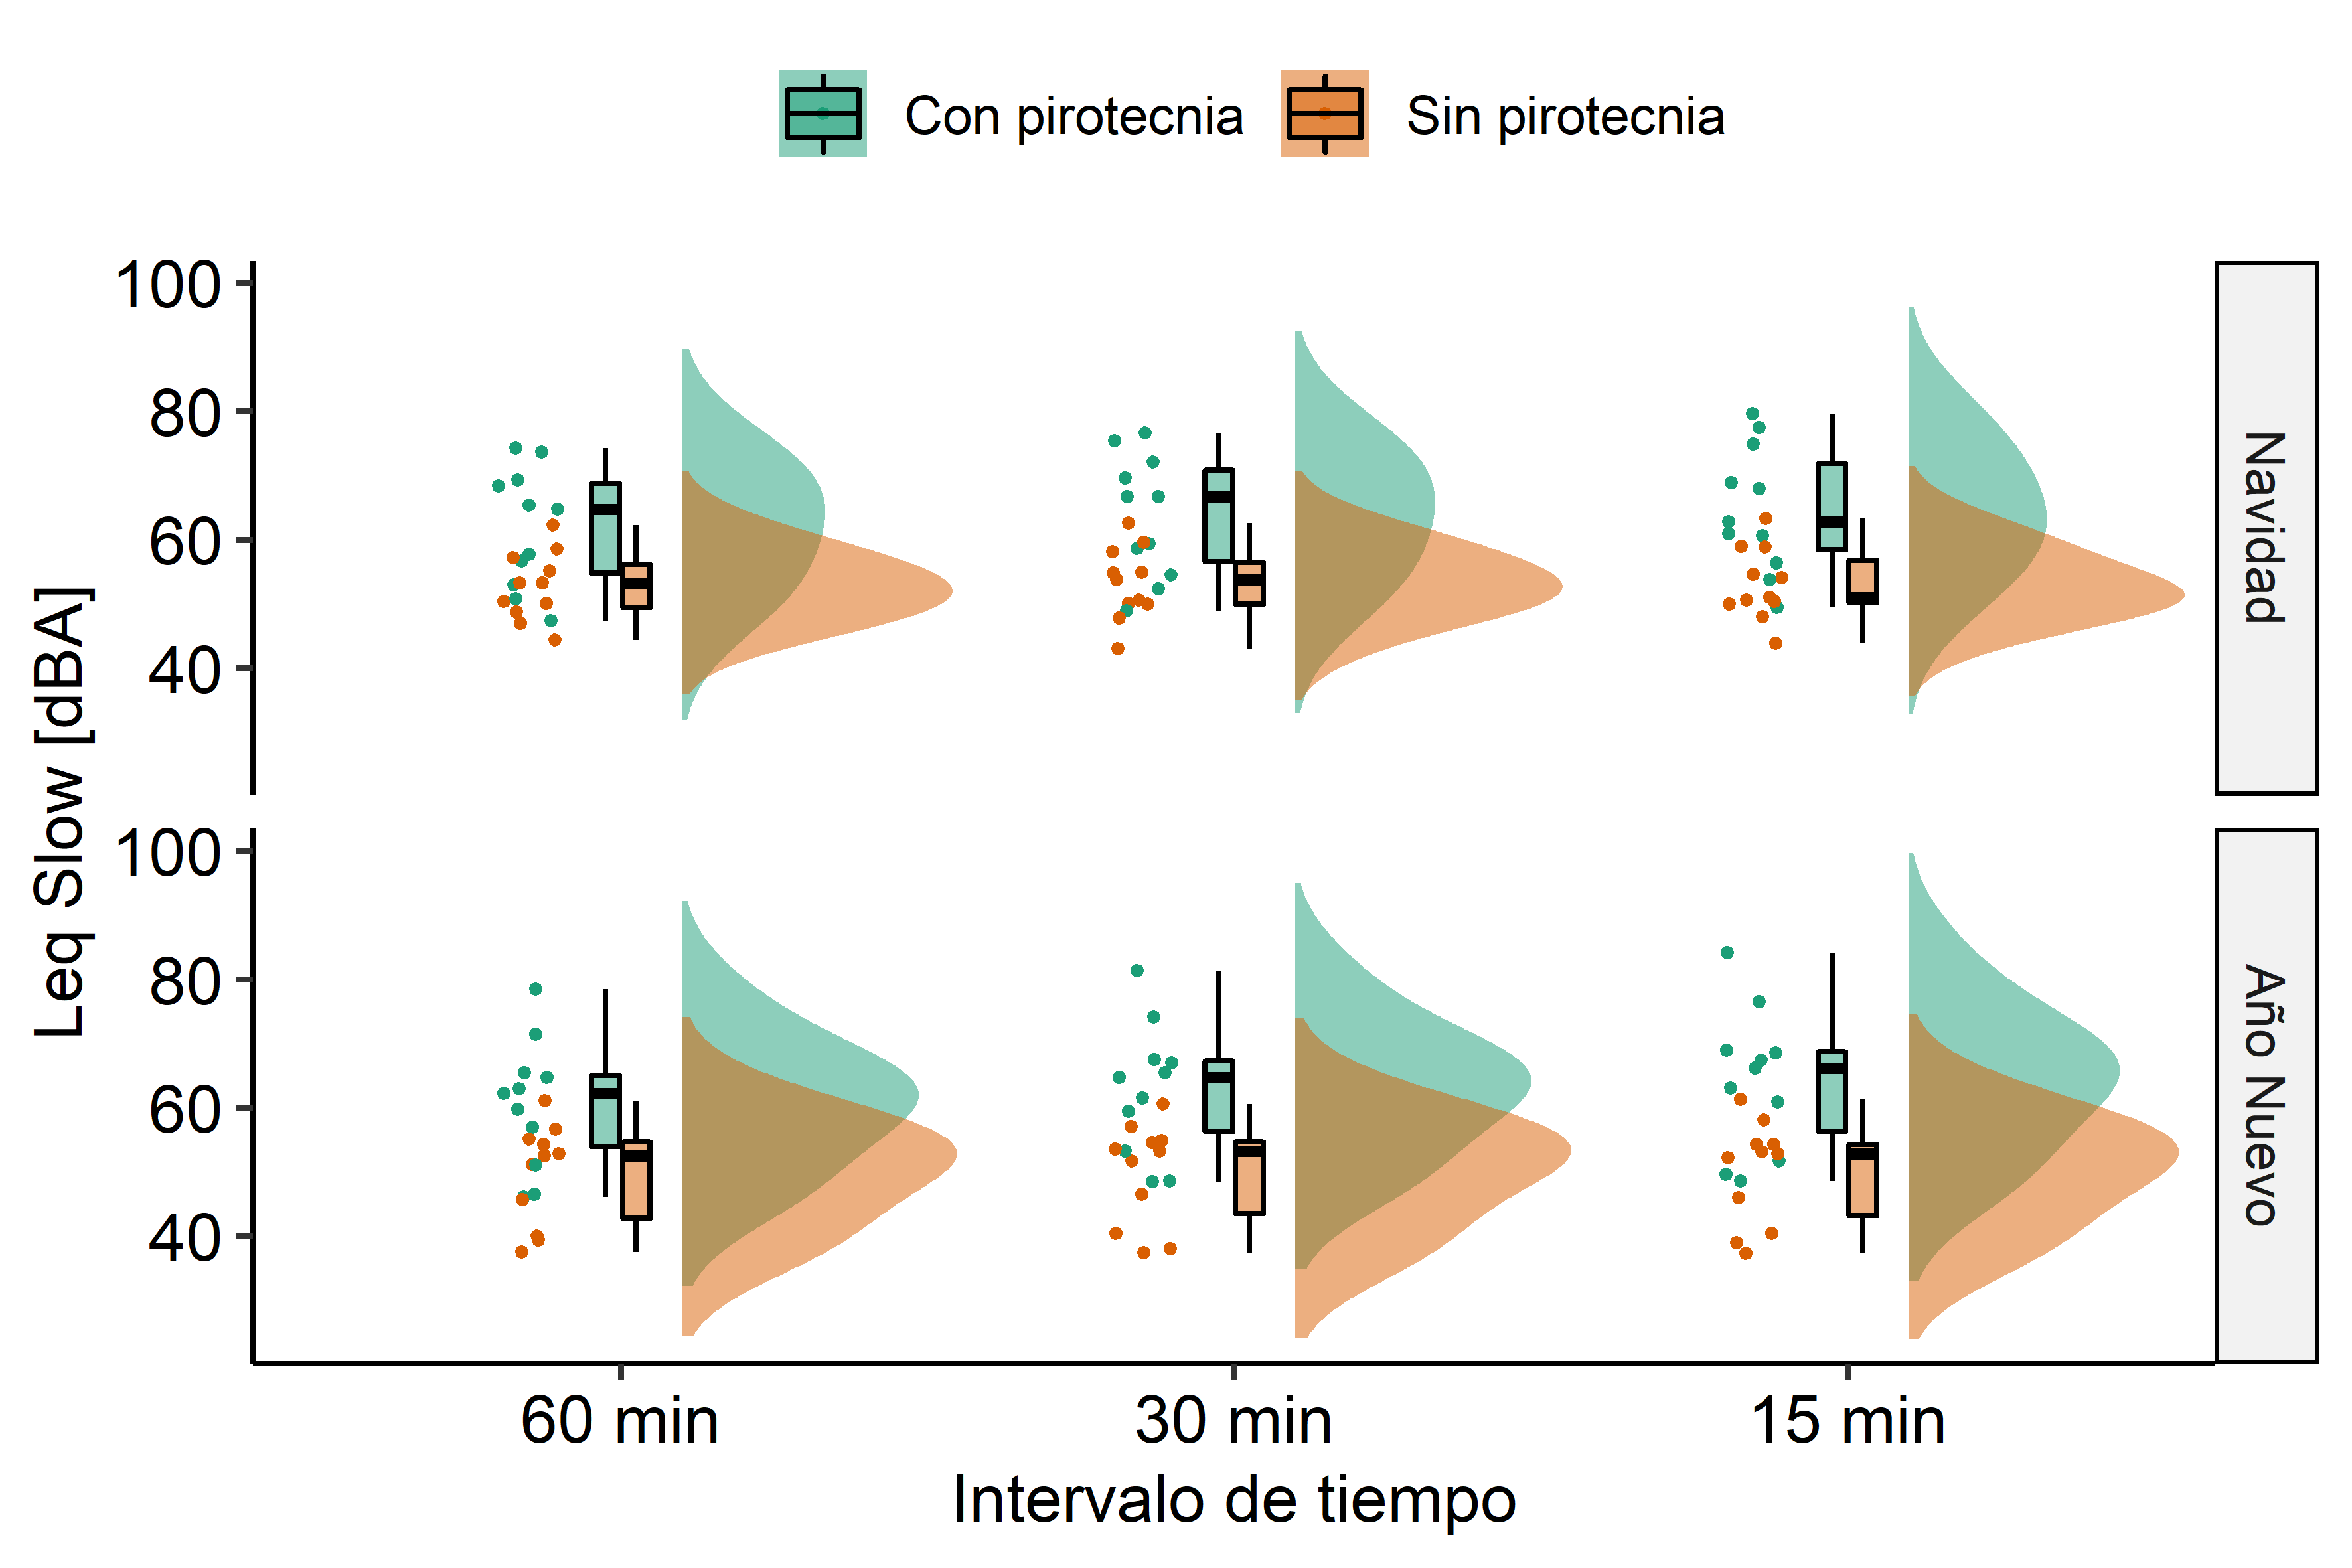 Con pirotecnia
Sin pirotecnia
Leq Slow [dBA]
100
80
60
40
Navidad
100
80
60
40
Año Nuevo
60 min
30 min
15 min
Intervalo de tiempo